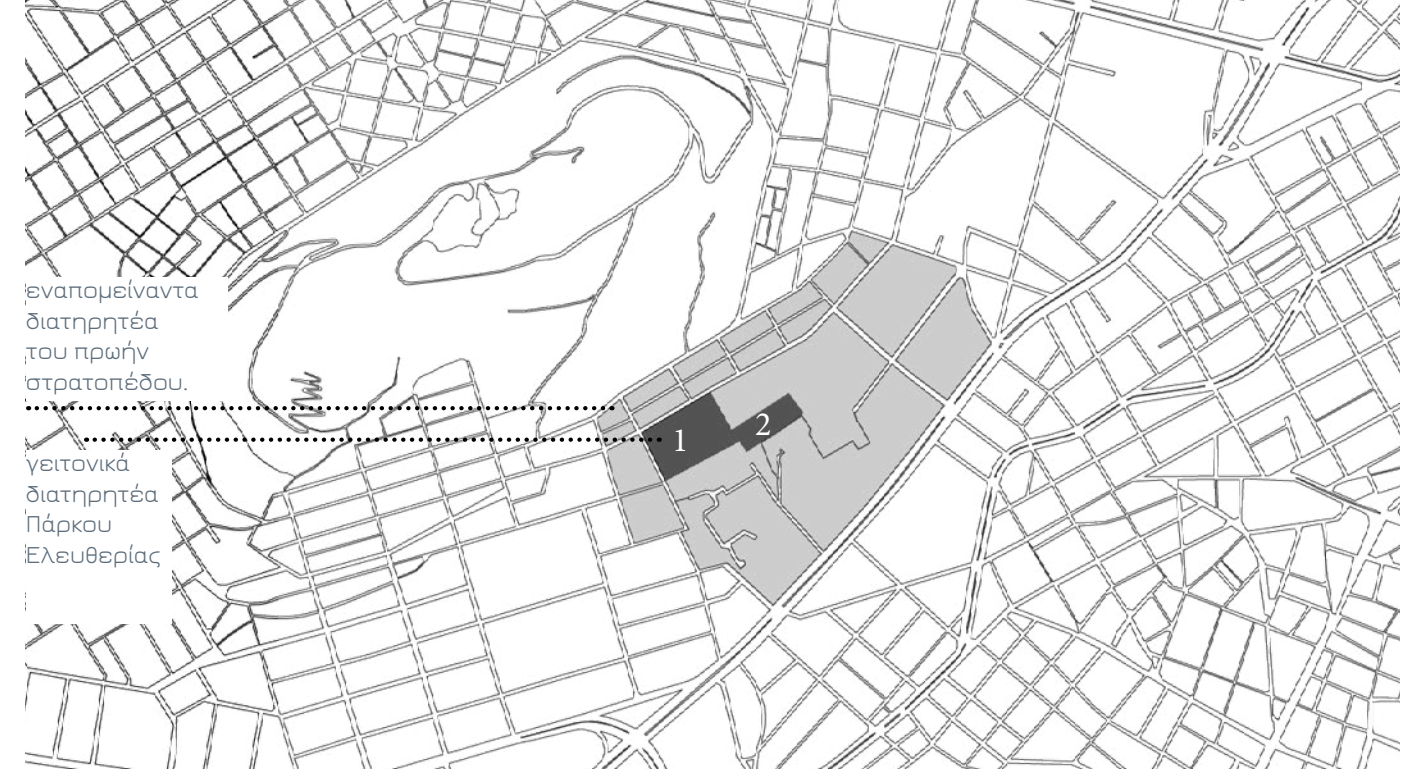 εναπομείναντα
διατηρητέα
του πρωήν
στρατοπέδου.
γειτονικά
διατηρητέα
Πάρκου
Ελευθερίας
1
2